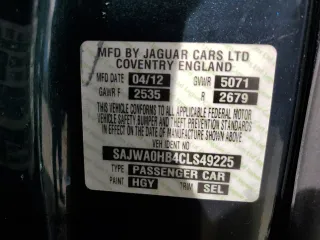 MFD BY JAGUAR CARS LTD
COVENTRY ENGLAND
MFD DATE 04/12 GVWR 5071
GAWR F 2535 R 2679
THIS VEHICLE CONFORMS TO ALL APPLICABLE FEDERAL MOTOR
VEHICLE SAFETY BUMPER, AND THEFT PREVENTION STANDARDS
IN EFFECT ON THE DATE OF MANUFACTURE SHOWN ABOVE
VEHICLE IDENT NO
SAJWA0HB4CLS49225
TYPE PASSENGER CAR
PAINT HGY TRIM SEL